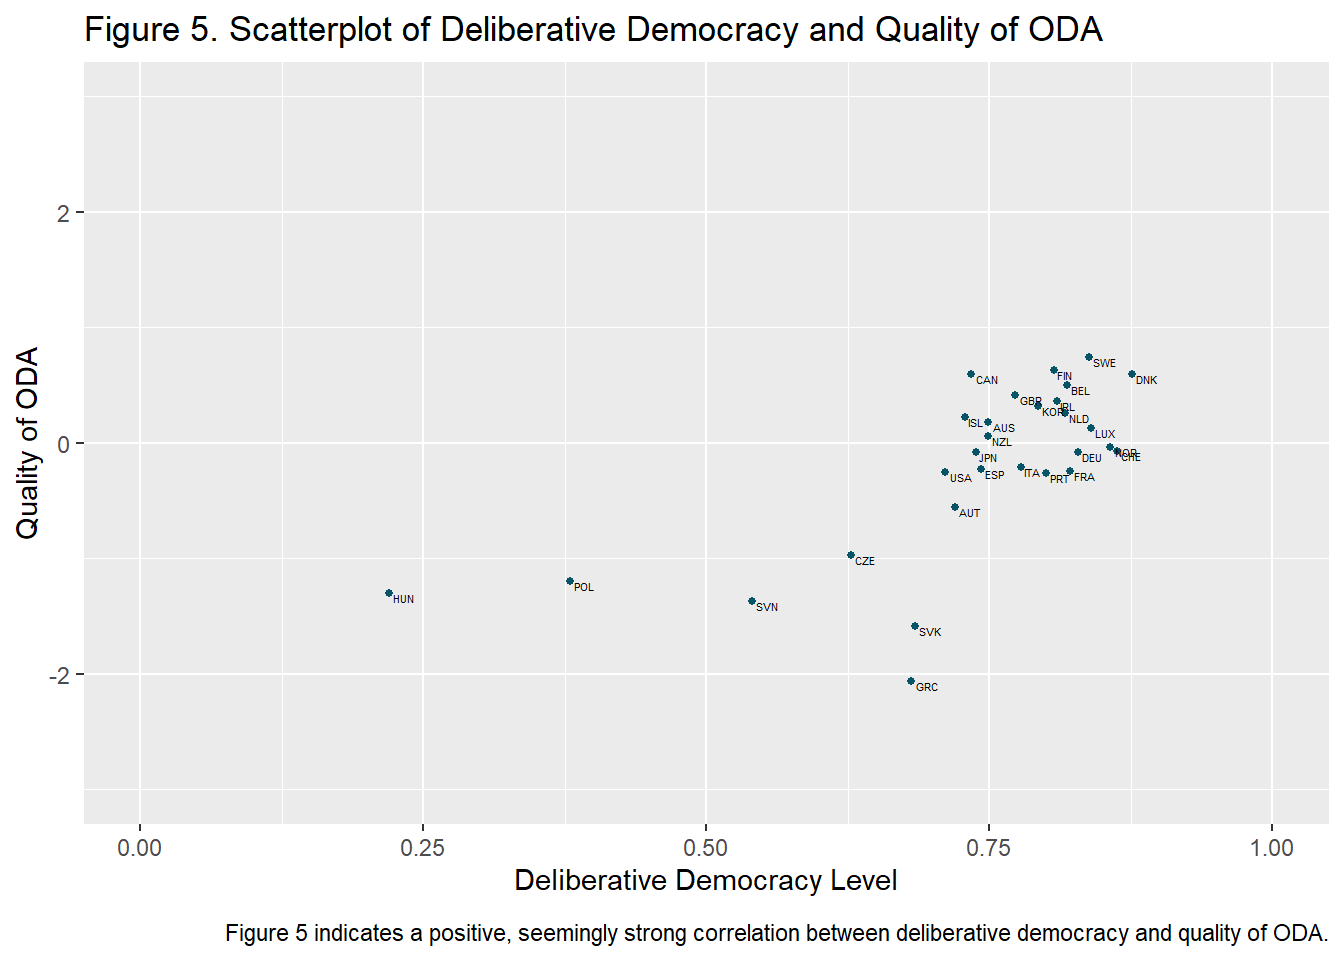 Figure 5. Scatterplot of Deliberative Democracy and Quality of ODA
Quality of ODA
2
0
-2
SWE
FIN
DNK
CAN
BEL
GBR
IRL
KOR
NLD
ISL
AUS
LUX
NZL
NOR
CHE
JPN
DEU
USA
ESP
ITA
PRT
FRA
AUT
CZE
POL
HUN
SVN
SVK
GRC
0.00 0.25 0.50 0.75 1.00
Deliberative Democracy Level
Figure 5 indicates a positive, seemingly strong correlation between deliberative democracy and quality of ODA.